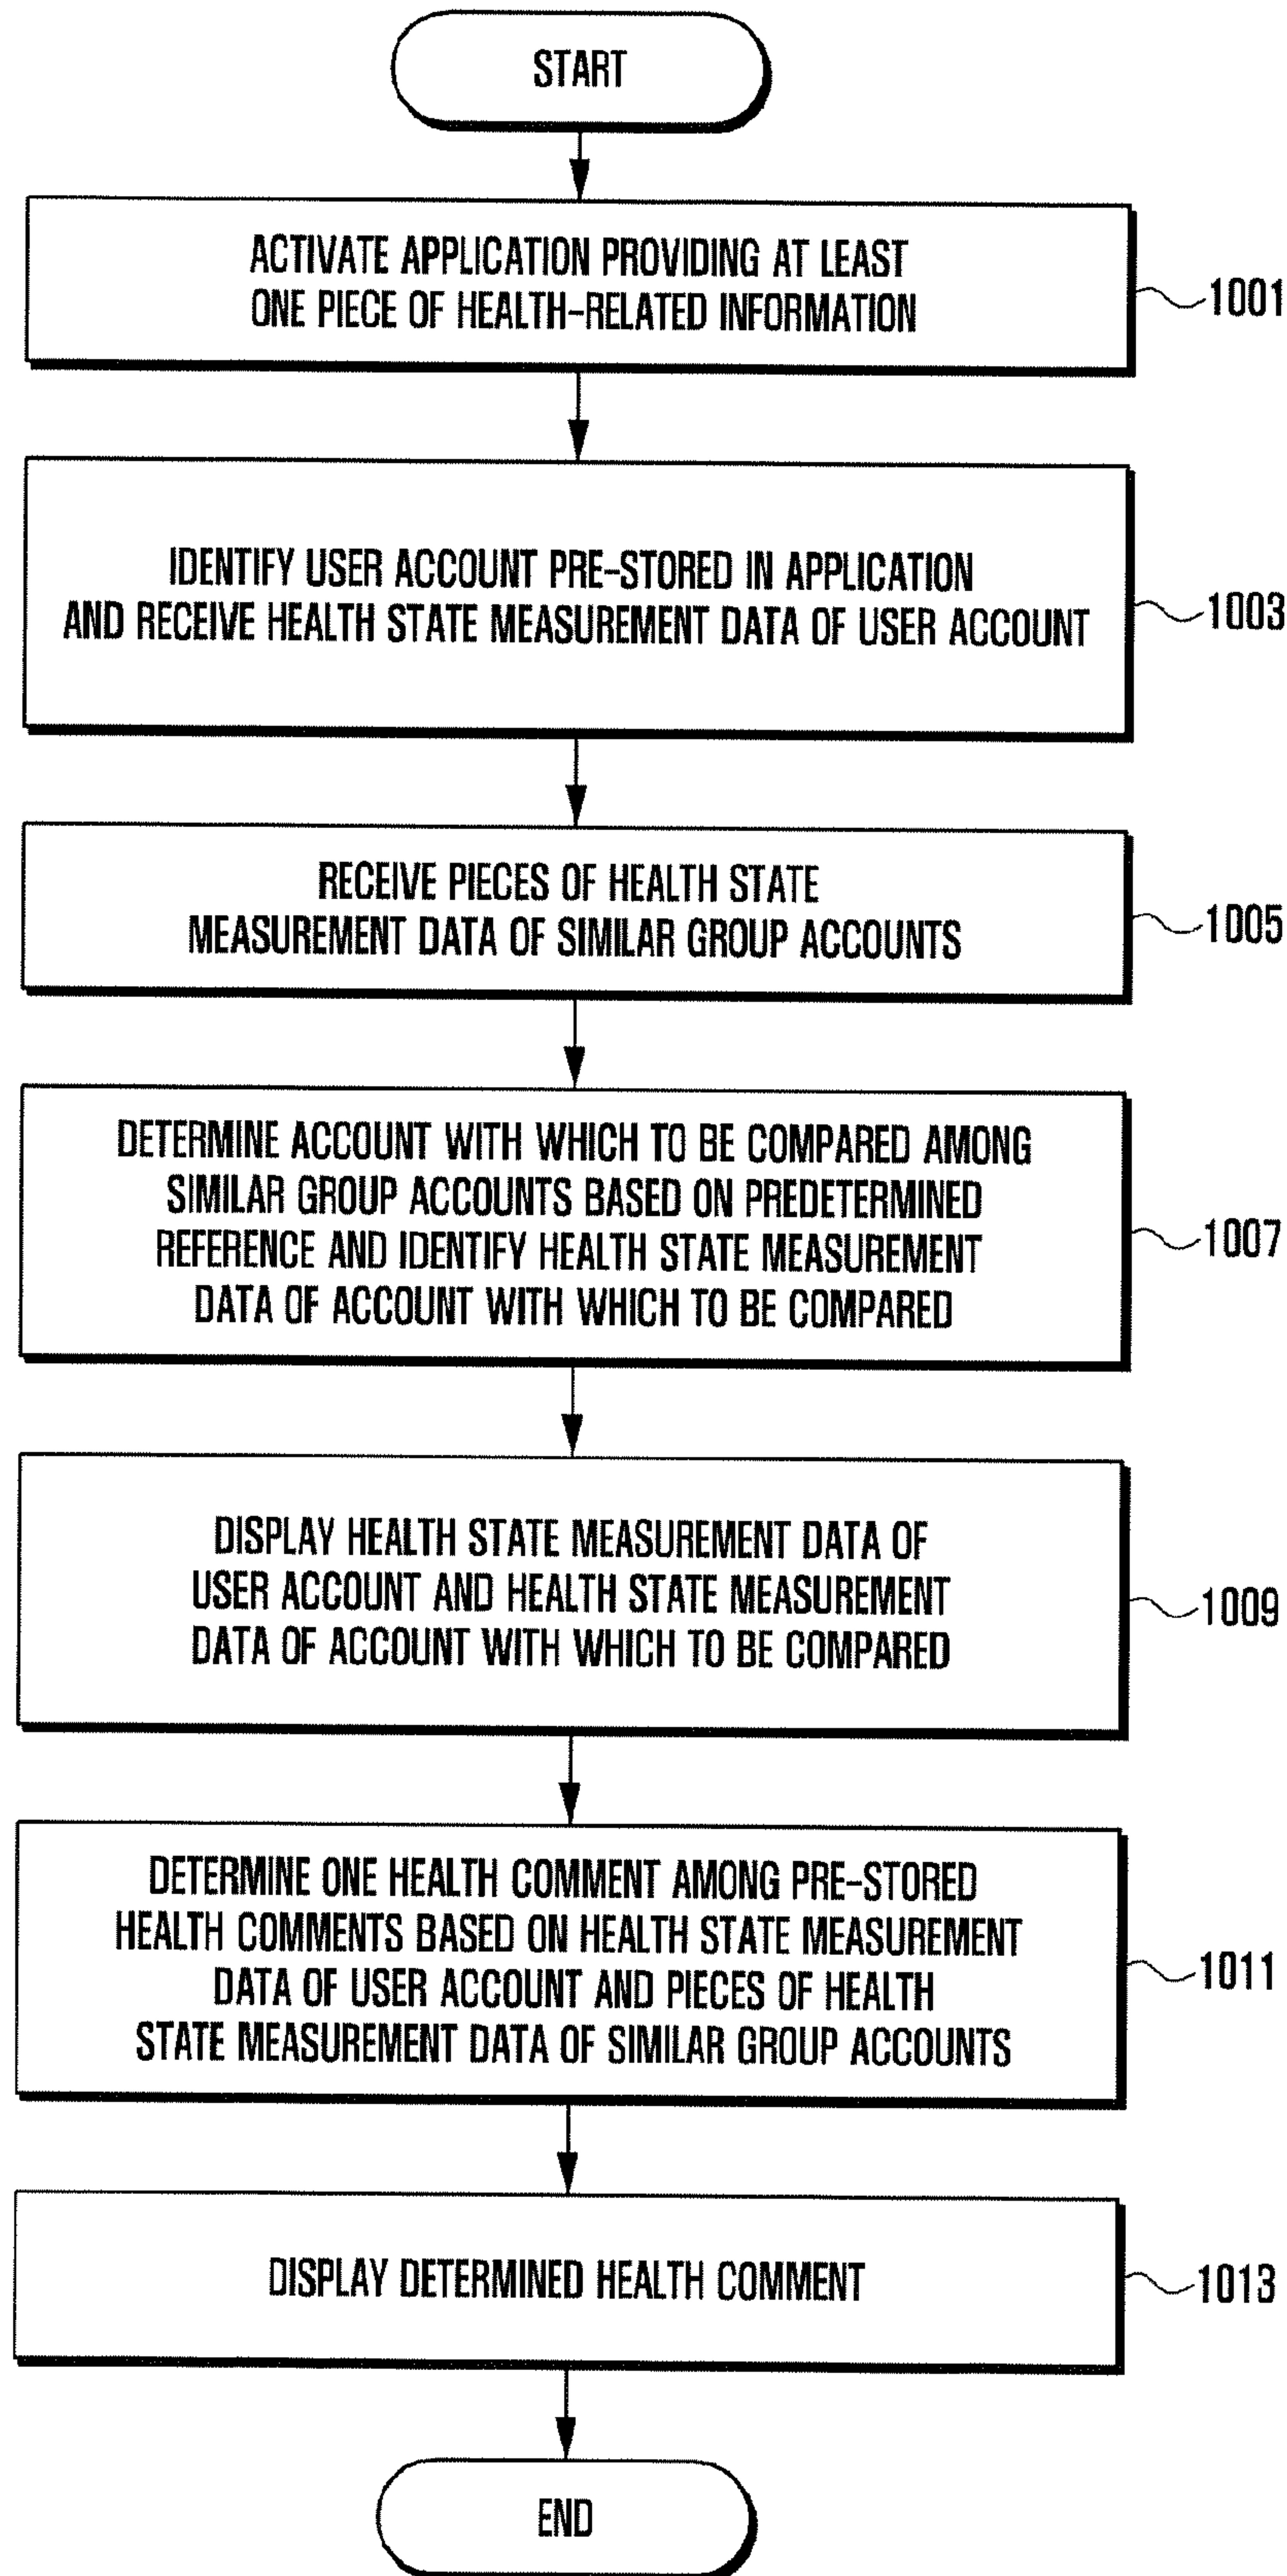 START
ACTIVATE APPLICATION PROVIDING AT LEAST
ONE PIECE OF HEALTH-RELATED INFORMATION
1001
IDENTIFY USER ACCOUNT PRE-STORED IN APPLICATION
AND RECEIVE HEALTH STATE MEASUREMENT DATA OF USER ACCOUNT
1003
RECEIVE PIECES OF HEALTH STATE
MEASUREMENT DATA OF SIMILAR GROUP ACCOUNTS
1005
DETERMINE ACCOUNT WITH WHICH TO BE COMPARED AMONG
SIMILAR GROUP ACCOUNTS BASED ON PREDETERMINED
REFERENCE AND IDENTIFY HEALTH STATE MEASUREMENT
DATA OF ACCOUNT WITH WHICH TO BE COMPARED
1007
DISPLAY HEALTH STATE MEASUREMENT DATA OF
USER ACCOUNT AND HEALTH STATE MEASUREMENT
DATA OF ACCOUNT WITH WHICH TO BE COMPARED
1009
DETERMINE ONE HEALTH COMMENT AMONG PRE-STORED
HEALTH COMMENTS BASED ON HEALTH STATE MEASUREMENT
DATA OF USER ACCOUNT AND PIECES OF HEALTH
STATE MEASUREMENT DATA OF SIMILAR GROUP ACCOUNTS
1011
DISPLAY DETERMINED HEALTH COMMENT
1013
END